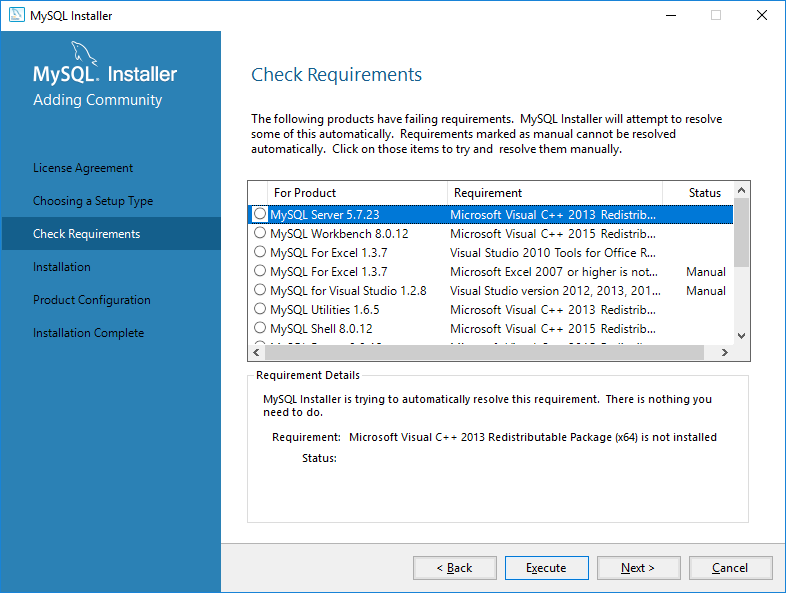 MySQL Installer
MySQL. Installer
Adding Community
License Agreement
Choosing a Setup Type
Check Requirements
Installation
Product Configuration
Installation Complete
Check Requirements
The following products have failing requirements.  MySQL Installer will attempt to resolve
some of this automatically.  Requirements marked as manual cannot be resolved
automatically.  Click on those items to try and  resolve them manually.
For Product Requirement Status
MySQL Server 5.7.23 Microsoft Visual C++ 2013 Redistrib...
MySQL Workbench 8.0.12 Microsoft Visual C++ 2015 Redistrib...
MySQL For Excel 1.3.7 Visual Studio 2010 Tools for Office R...
MySQL For Excel 1.3.7 Microsoft Excel 2007 or higher is not... Manual
MySQL for Visual Studio 1.2.8 Visual Studio version 2012, 2013, 201... Manual
MySQL Utilities 1.6.5 Microsoft Visual C++ 2013 Redistrib...
MySQL Shell 8.0.12 Microsoft Visual C++ 2015 Redistrib...
Requirement Details
MySQL Installer is trying to automatically resolve this requirement.  There is nothing you
need to do.
Requirement: Microsoft Visual C++ 2013 Redistributable Package (x64) is not installed
Status:
< Back Execute Next > Cancel